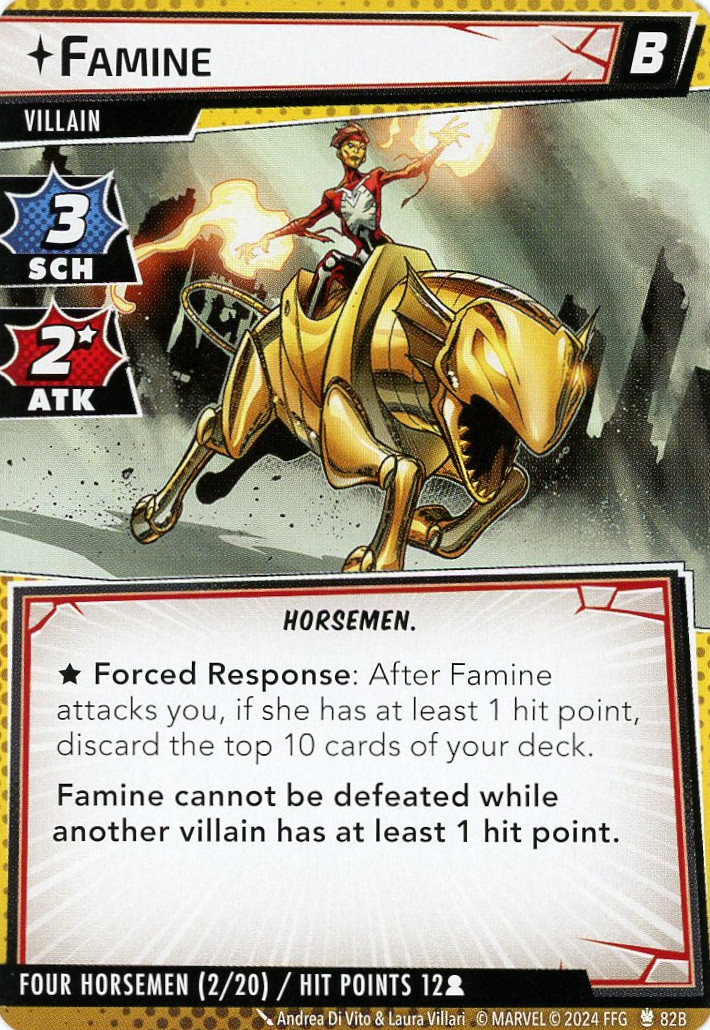 Famine
B
VILLAIN
3
SCH
2★
ATK
HORSEMEN.
★ Forced Response: After Famine
attacks you, if she has at least 1 hit point,
discard the top 10 cards of your deck.
Famine cannot be defeated while
another villain has at least 1 hit point.
FOUR HORSEMEN (2/20) / HIT POINTS 12
Andrea Di Vito & Laura Villari © MARVEL © 2024 FFG 82B